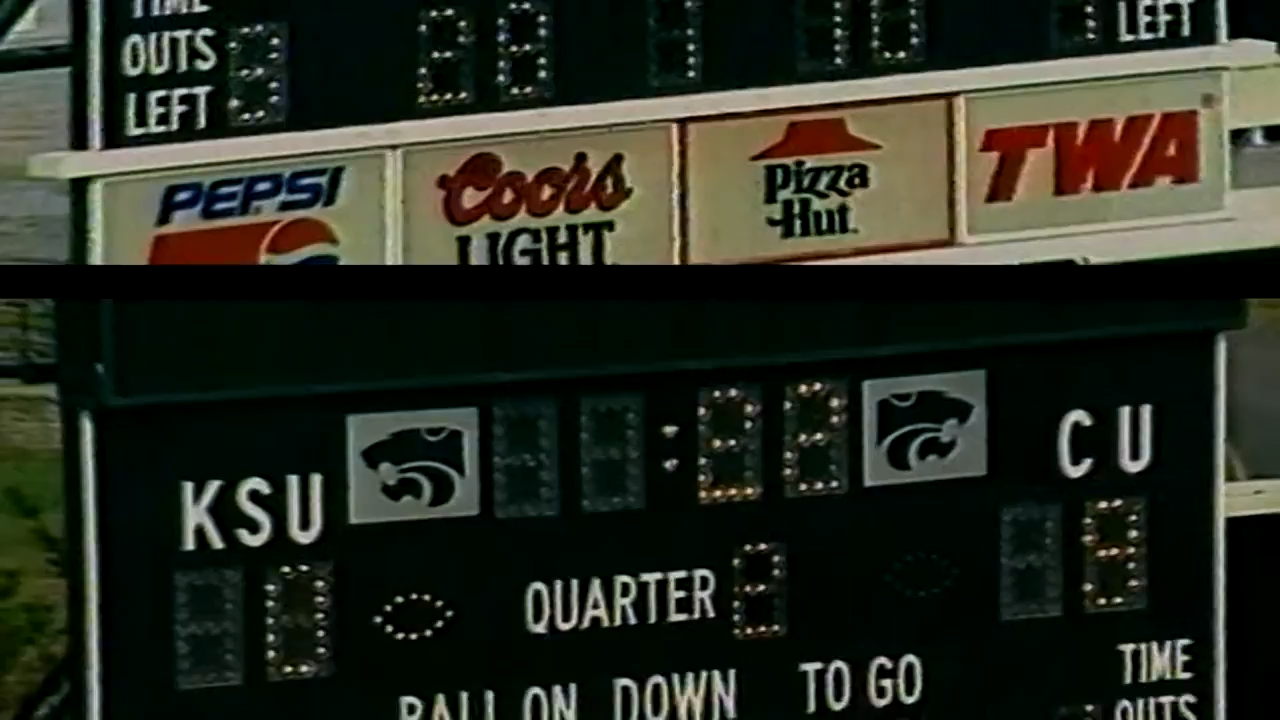 TIME
OUTS
LEFT
LEFT
PEPSI
Coors
LIGHT
Pizza
Hut
TWA
KSU
CU
QUARTER
BALL ON DOWN TO GO
TIME
OUTS